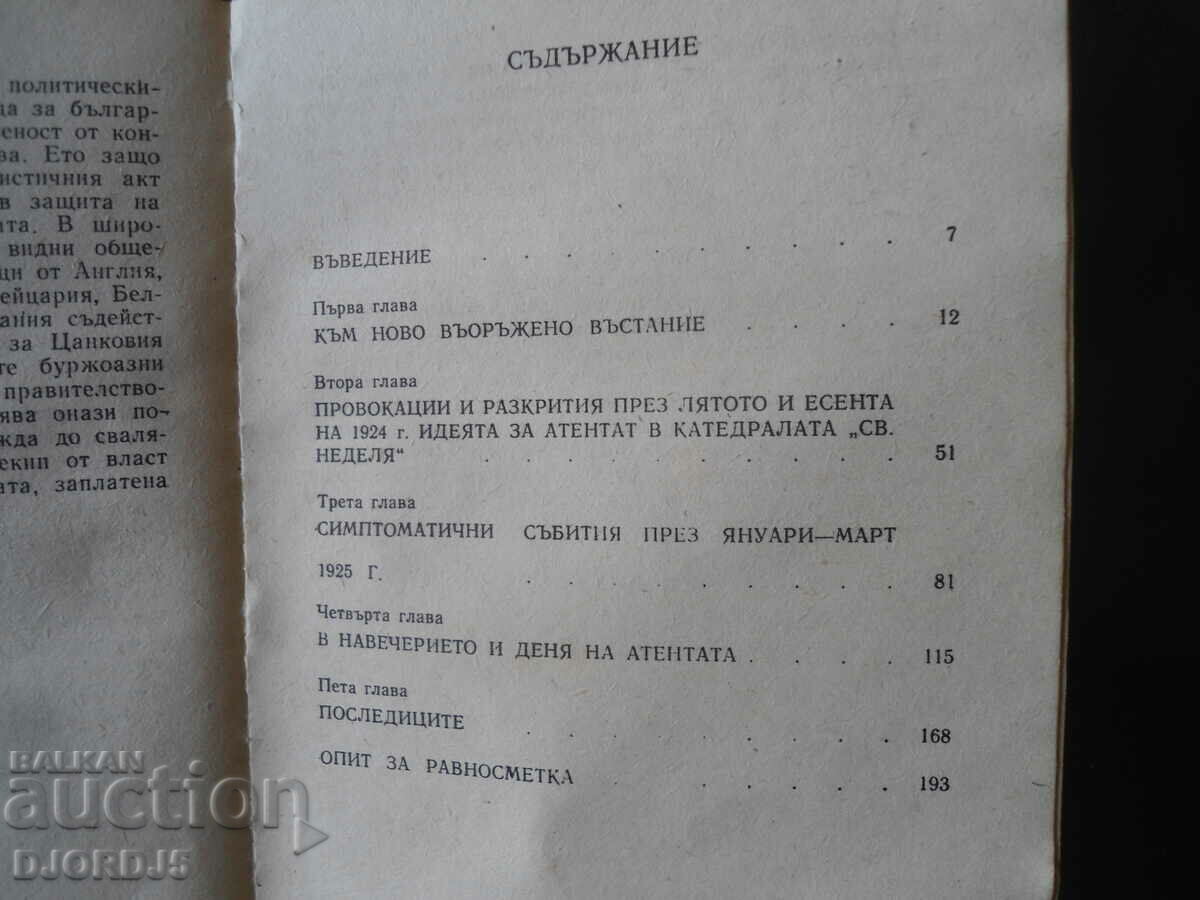 политически-
да за българ-
еност от кон-
ва. Ето защо
истичния акт
в защита на
ата. В широ-
видни обще-
ци от Англия,
ейцария, Бел-
ания съдейст-
за Цанковия
те буржоазни
правителство-
ява онази по-
жда до сваля-
екип от власт
ата, заплатена
СЪДЪРЖАНИЕ
ВЪВЕДЕНИЕ . . . . . . . 7
Първа глава
КЪМ НОВО ВЪОРЪЖЕНО ВЪСТАНИЕ . . . . 12
Втора глава
ПРОВОКАЦИИ И РАЗКРИТИЯ ПРЕЗ ЛЯТОТО И ЕСЕНТА
НА 1924 г. ИДЕЯТА ЗА АТЕНТАТ В КАТЕДРАЛАТА „СВ.
НЕДЕЛЯ“ . . . . . . . . . 51
Трета глава
СИМПТОМАТИЧНИ СЪБИТИЯ ПРЕЗ ЯНУАРИ—МАРТ
1925 Г. . . . . . . . . . 81
Четвърта глава
В НАВЕЧЕРИЕТО И ДЕНЯ НА АТЕНТАТА . . . . 115
Пета глава
ПОСЛЕДИЦИТЕ . . . . . . . . . 168
ОПИТ ЗА РАВНОСМЕТКА . . . . . . . 193
BALKAN
auction
DJORDJ5